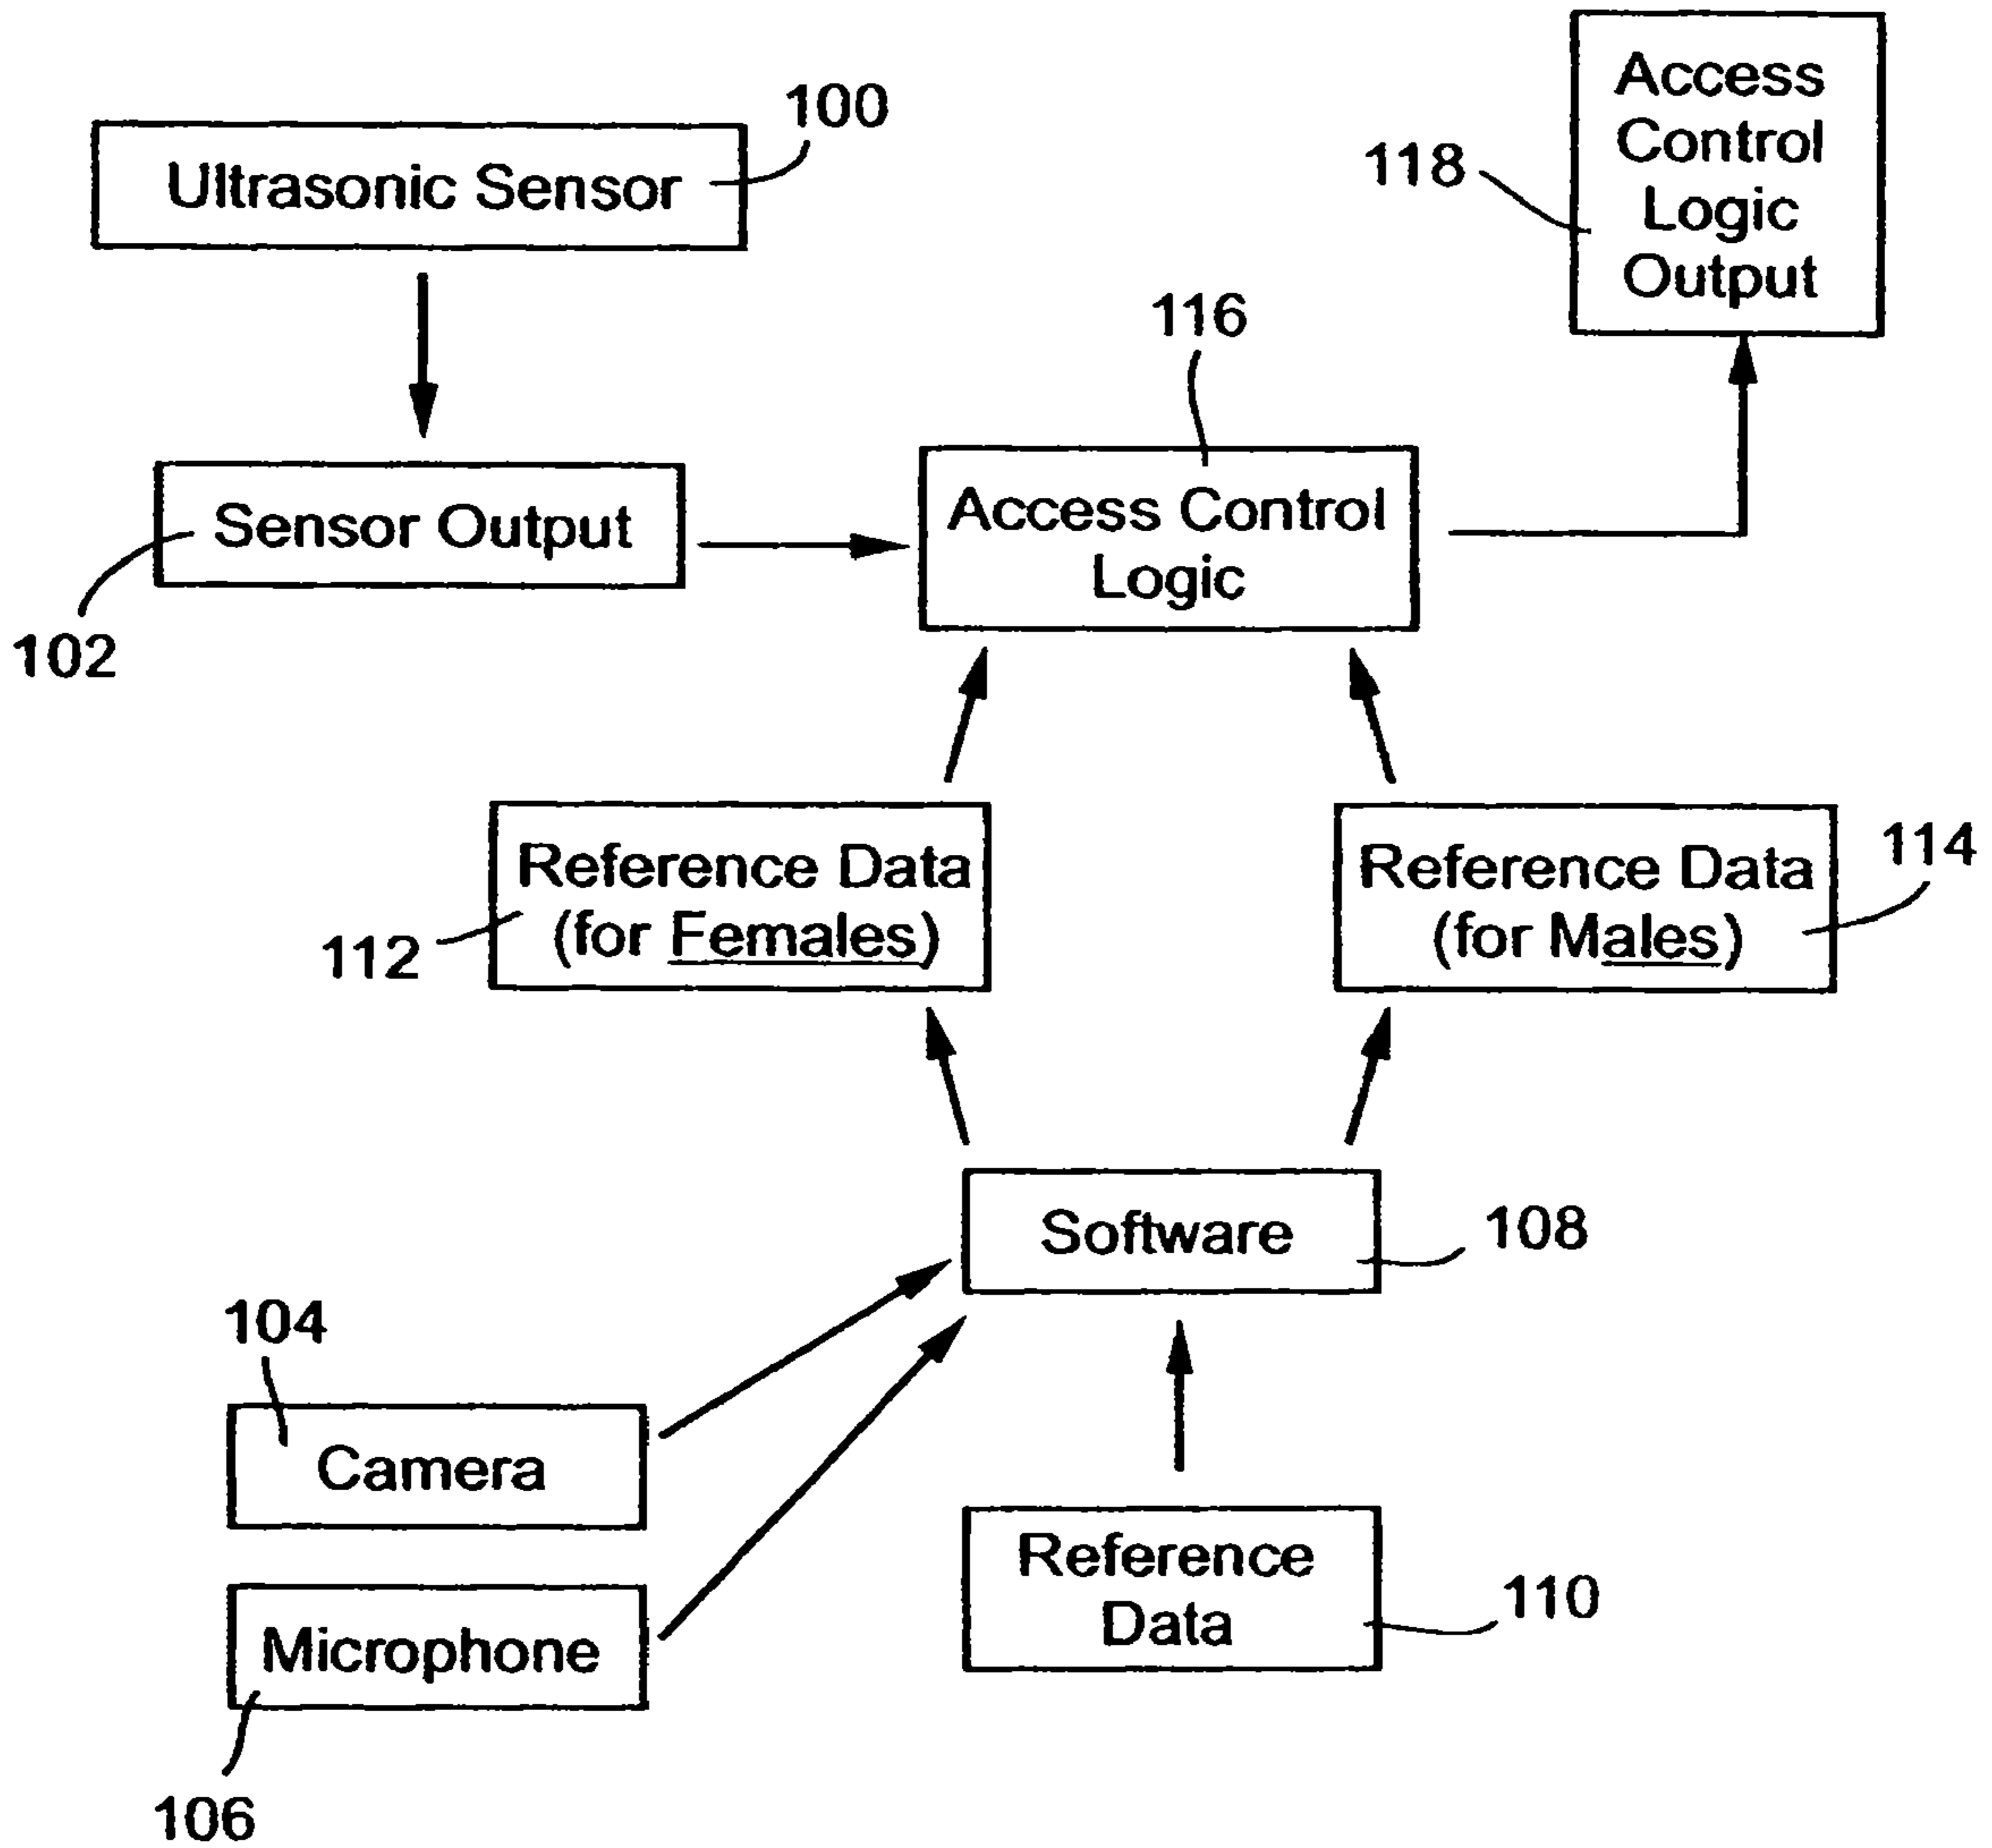 100
Ultrasonic Sensor
Access
Control
Logic
Output
118
116
Sensor Output
102
Access Control
Logic
Reference Data
(for Females)
112
Reference Data
(for Males)
114
Software
108
104
Camera
Microphone
106
Reference
Data
110